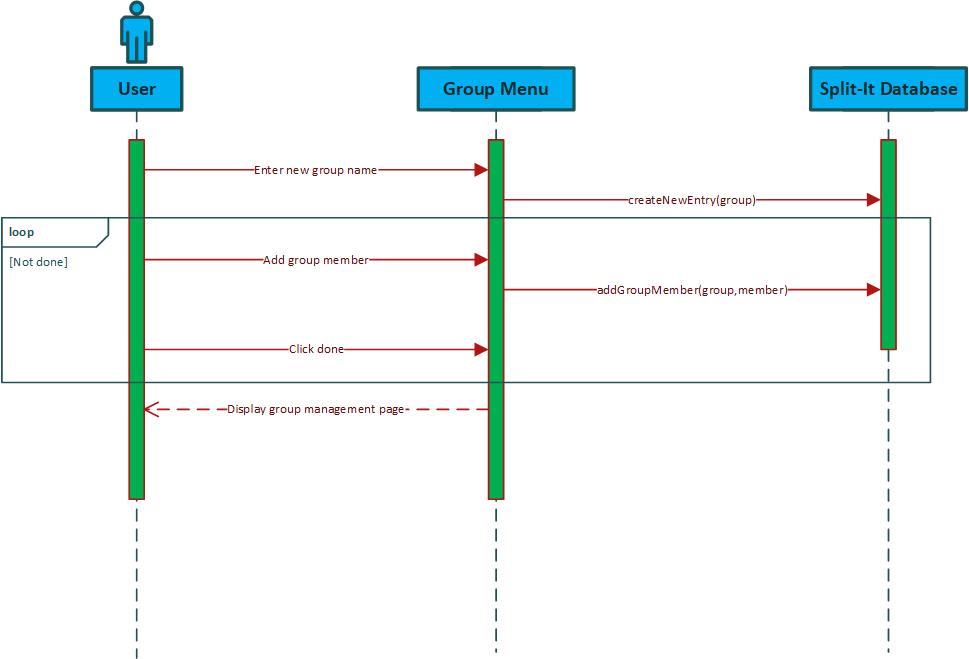 User
Group Menu
Split-It Database
Enter new group name
createNewEntry(group)
loop
[Not done]
Add group member
addGroupMember(group,member)
Click done
Display group management page